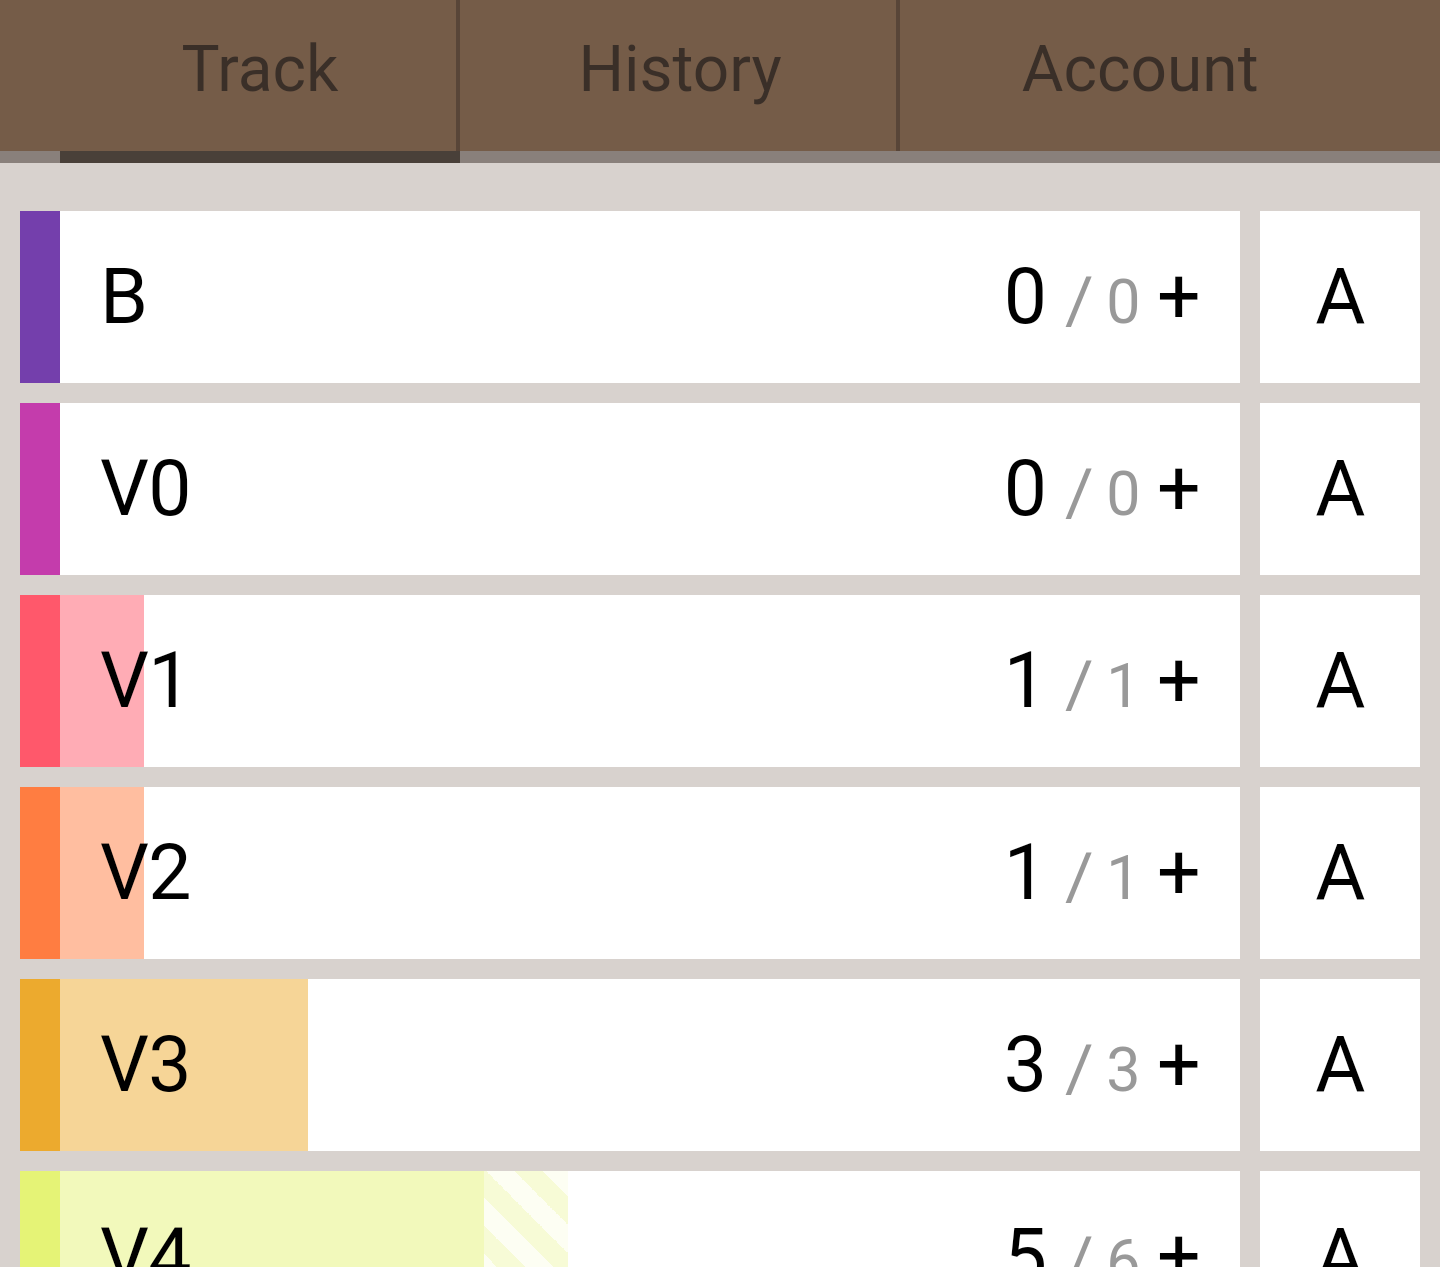 Track History Account
B 0 / 0 + A
V0 0 / 0 + A
V1 1 / 1 + A
V2 1 / 1 + A
V3 3 / 3 + A
V4 5 / 6 + A